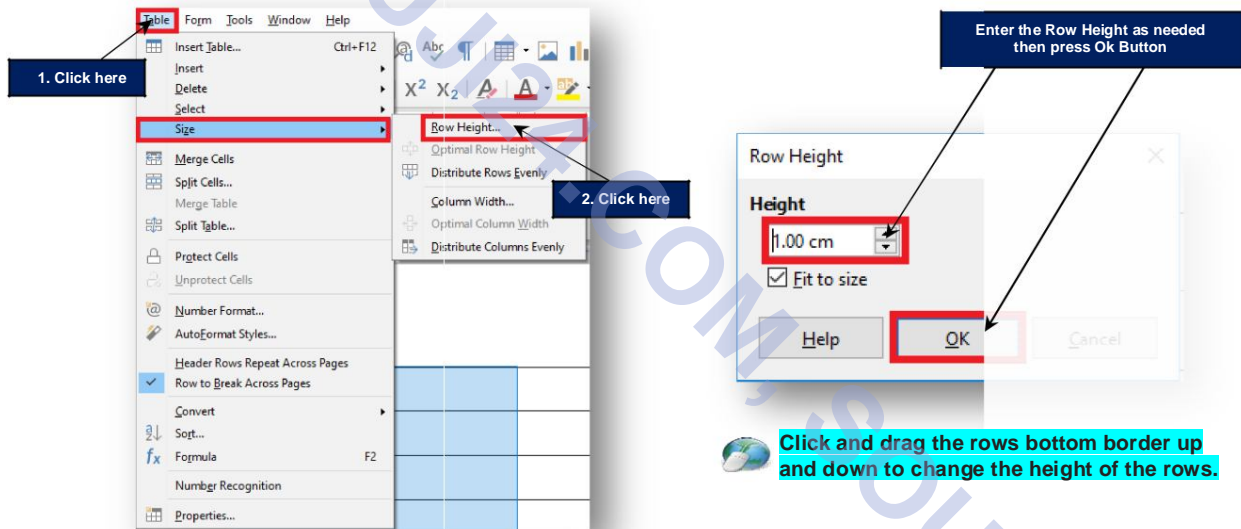 Table Form Tools Window Help
Insert Table... Ctrl+F12
Insert
Delete
Select
Size
Merge Cells
Split Cells...
Merge Table
Split Table...
Protect Cells
Unprotect Cells
Number Format...
AutoFormat Styles...
Header Rows Repeat Across Pages
Row to Break Across Pages
Convert
Sort...
Formula F2
Number Recognition
Properties...
1. Click here
Row Height...
Optimal Row Height
Distribute Rows Evenly
Column Width...
Optimal Column Width
Distribute Columns Evenly
2. Click here
Enter the Row Height as needed
then press Ok Button
Row Height
Height
1.00 cm
Fit to size
Help OK Cancel
Click and drag the rows bottom border up
and down to change the height of the rows.